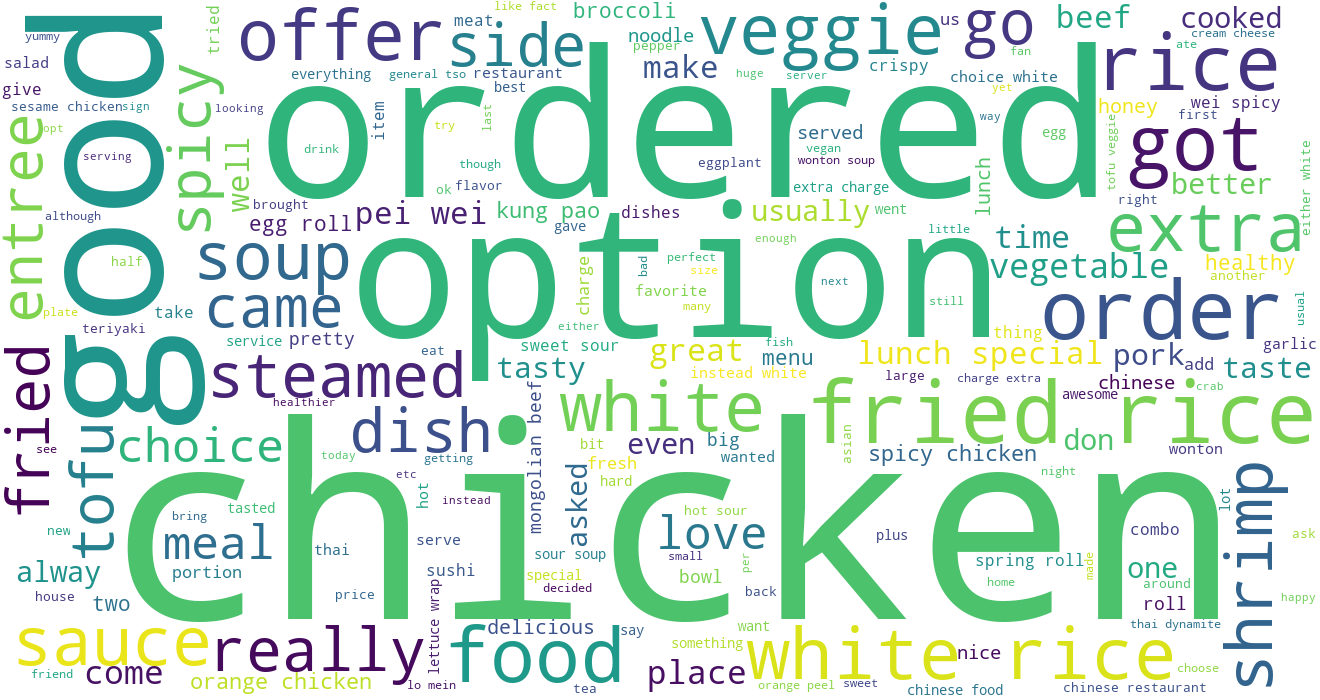 yummy
tried
offer
like fact
meat
side
broccoli
noodle
veggie
us
go
beef
cooked
cream cheese
ate
salad
give
good
everything
general tso
restaurant
best
pepper
make
huge
server
crispy
fan
choice white
yet
rice
sesame chicken
sign
opt
looking
spicy
ordered
item
try
last
served
way
honey
wei spicy
first
got
entree
serving
well
drink
though
ok
flavor
eggplant
vegan
wonton soup
egg
tofu veggie
either white
although
brought
egg roll
pei wei
kung pao
gave
dishes
extra charge
usually
went
lunch
better
right
extra
half
soup
option
enough
little
time
vegetable
healthy
another
plate
teriyaki
take
came
charge
bad
perfect
size
favorite
many
next
still
order
usual
service
pretty
either
sweet sour
fish
thing
garlic
fried
steamed
eat
tasty
great
menu
instead white
lunch special
large
charge extra
pork
add
chinese
awesome
crab
taste
healthier
see
tofu
choice
dish
mongolian beef
white
fried rice
today
getting
etc
bit
even
big
wanted
asian
spicy chicken
don
night
wonton
new
bring
tasted
hot
instead
asked
fresh
hard
hot sour
chicken
lot
shrimp
alway
meal
portion
thai
serve
sushi
sour soup
special
decided
love
small
bowl
per
back
plus
spring roll
home
made
combo
one
around
roll
ask
happy
house
two
price
lettuce wrap
delicious
say
want
thai dynamite
sauce
really
food
something
place
white rice
nice
friend
come
orange chicken
lo mein
tea
orange peel
sweet
chinese food
chinese restaurant
choose